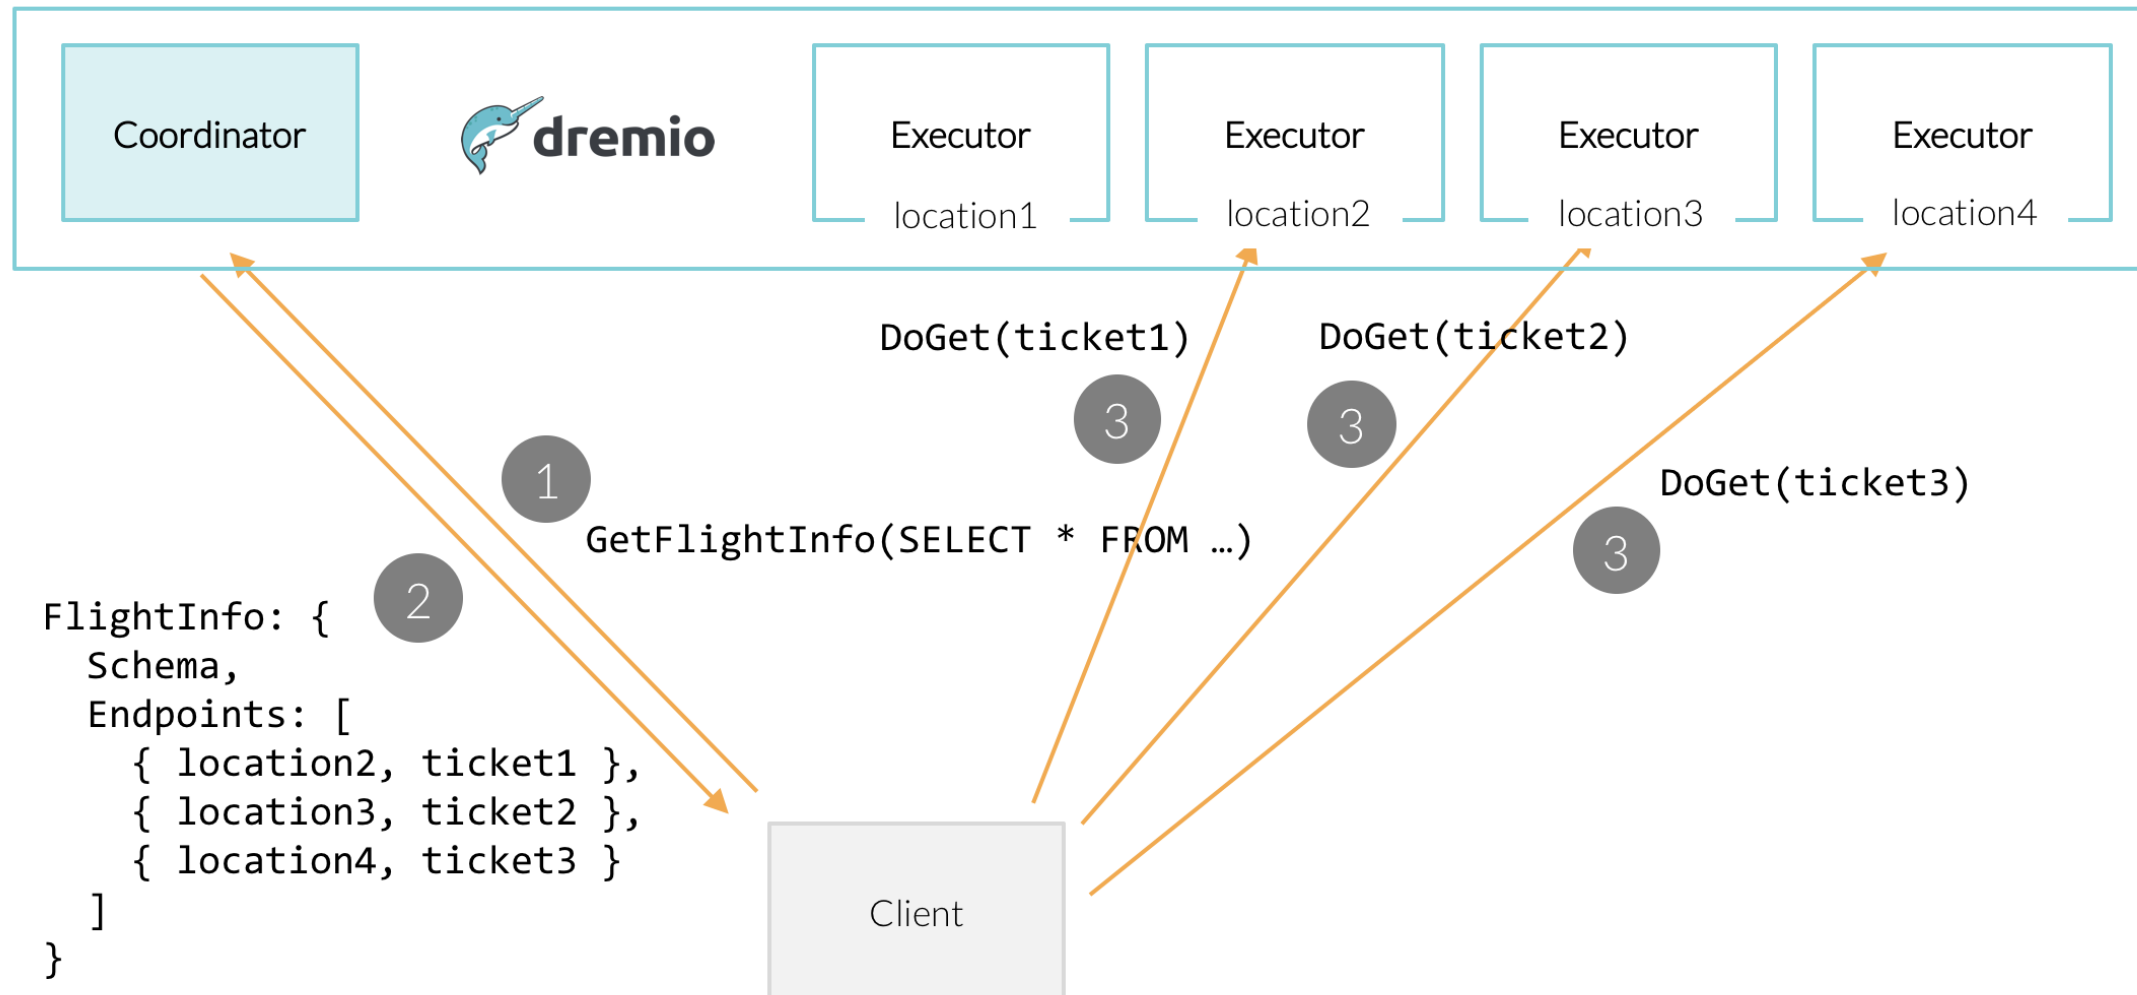 Coordinator
dremio
Executor
location1
Executor
location2
Executor
location3
Executor
location4
DoGet(ticket1)
3
DoGet(ticket2)
3
DoGet(ticket3)
3
1
GetFlightInfo(SELECT * FROM …)
2
FlightInfo: {
  Schema,
  Endpoints: [
    { location2, ticket1 },
    { location3, ticket2 },
    { location4, ticket3 }
  ]
}
Client